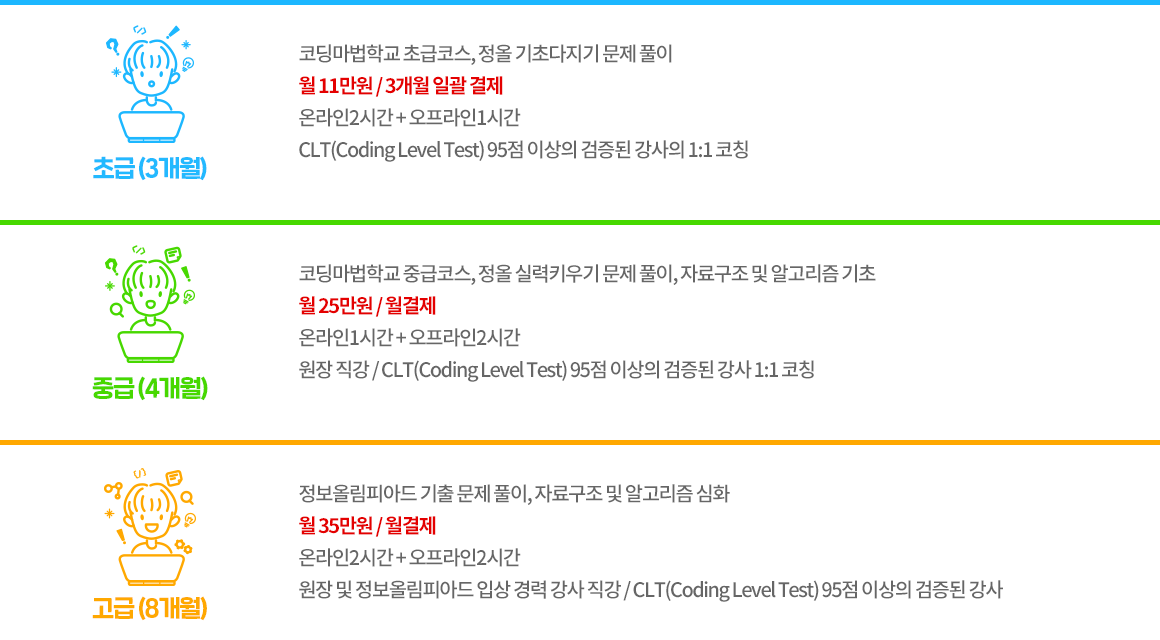 코딩마법학교 초급코스, 정올 기초다지기 문제 풀이
월 11만원 / 3개월 일괄 결제
온라인2시간 + 오프라인1시간
CLT(Coding Level Test) 95점 이상의 검증된 강사의 1:1 코칭
초급 (3개월)
코딩마법학교 중급코스, 정올 실력키우기 문제 풀이, 자료구조 및 알고리즘 기초
월 25만원 / 월결제
온라인1시간 + 오프라인2시간
원장 직강 / CLT(Coding Level Test) 95점 이상의 검증된 강사 1:1 코칭
중급 (4개월)
정보올림피아드 기출 문제 풀이, 자료구조 및 알고리즘 심화
월 35만원 / 월결제
온라인2시간 + 오프라인2시간
원장 및 정보올림피아드 입상 경력 강사 직강 / CLT(Coding Level Test) 95점 이상의 검증된 강사
고급 (8개월)